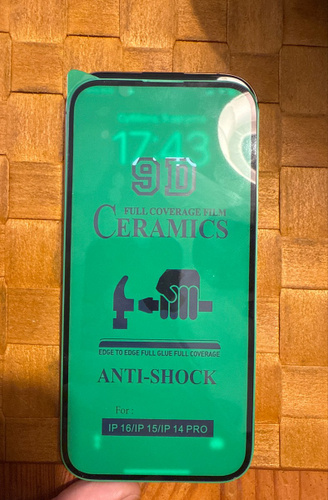 17:43
9D
FULL COVERAGE FILM
CERAMICS
EDGE TO EDGE FULL GLUE FULL COVERAGE
ANTI-SHOCK
For:
IP 16/IP 15/IP 14 PRO